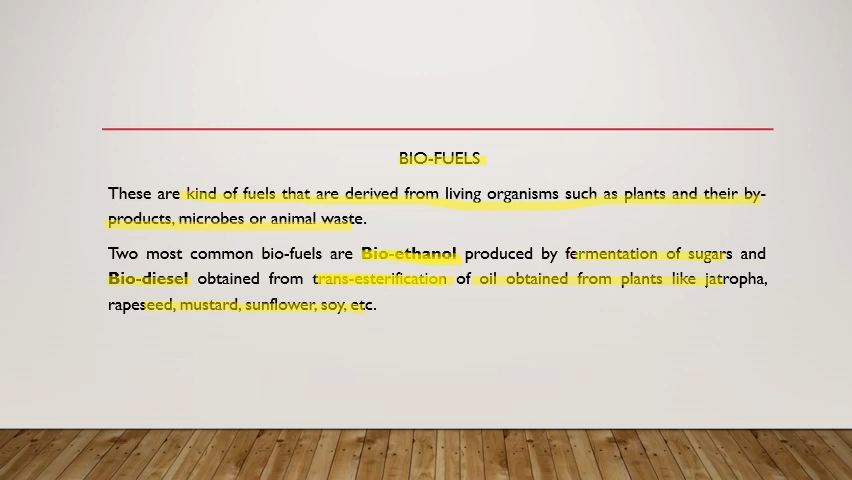 BIO-FUELS
These are kind of fuels that are derived from living organisms such as plants and their by-
products, microbes or animal waste.
Two most common bio-fuels are Bio-ethanol produced by fermentation of sugars and
Bio-diesel obtained from trans-esterification of oil obtained from plants like jatropha,
rapeseed, mustard, sunflower, soy, etc.